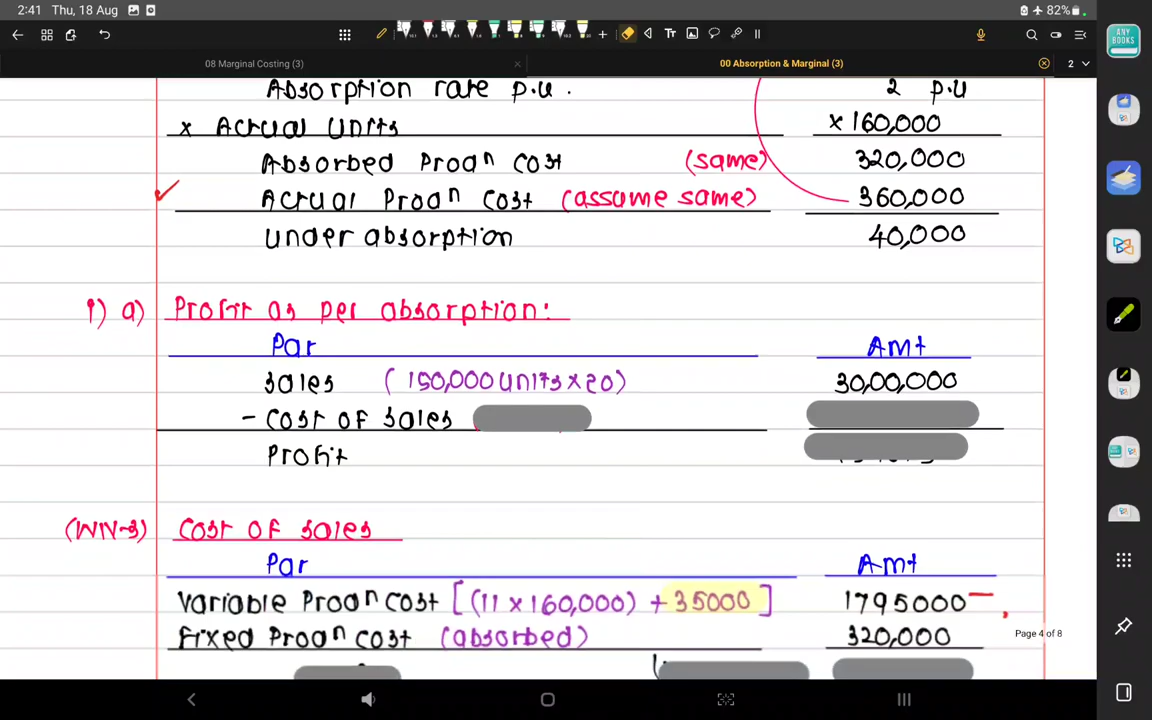 2:41 Thu, 18 Aug 82%
Tr
08 Marginal Costing (3) 00 Absorption & Marginal (3) 2
ANY BOOKS
Absorption rate p.u. 2 p.u
x Actual Units x 160,000
Absorbed Prodn Cost (same) 320,000
Actual Prodn Cost (assume same) 360,000
Under absorption 40,000
1) a) Profit as per absorption:
Par Amt
Sales (150,000 units x 20) 30,00,000
- Cost of sales
Profit
(WN-3) Cost of sales
Par Amt
Variable Prodn Cost [(11 x 160,000) + 35000] 1795000
Fixed Prodn Cost (absorbed) 320,000
Page 4 of 8